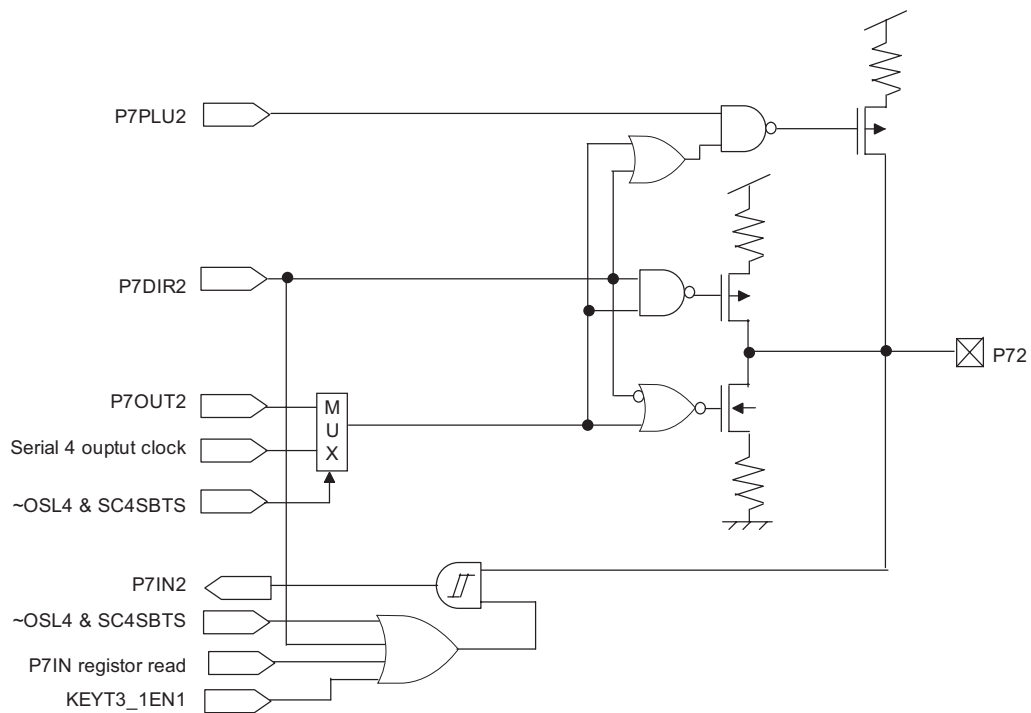 P7PLU2
P7DIR2
P72
P7OUT2
M
U
X
Serial 4 ouptut clock
~OSL4 & SC4SBTS
P7IN2
~OSL4 & SC4SBTS
P7IN registor read
KEYT3_1EN1